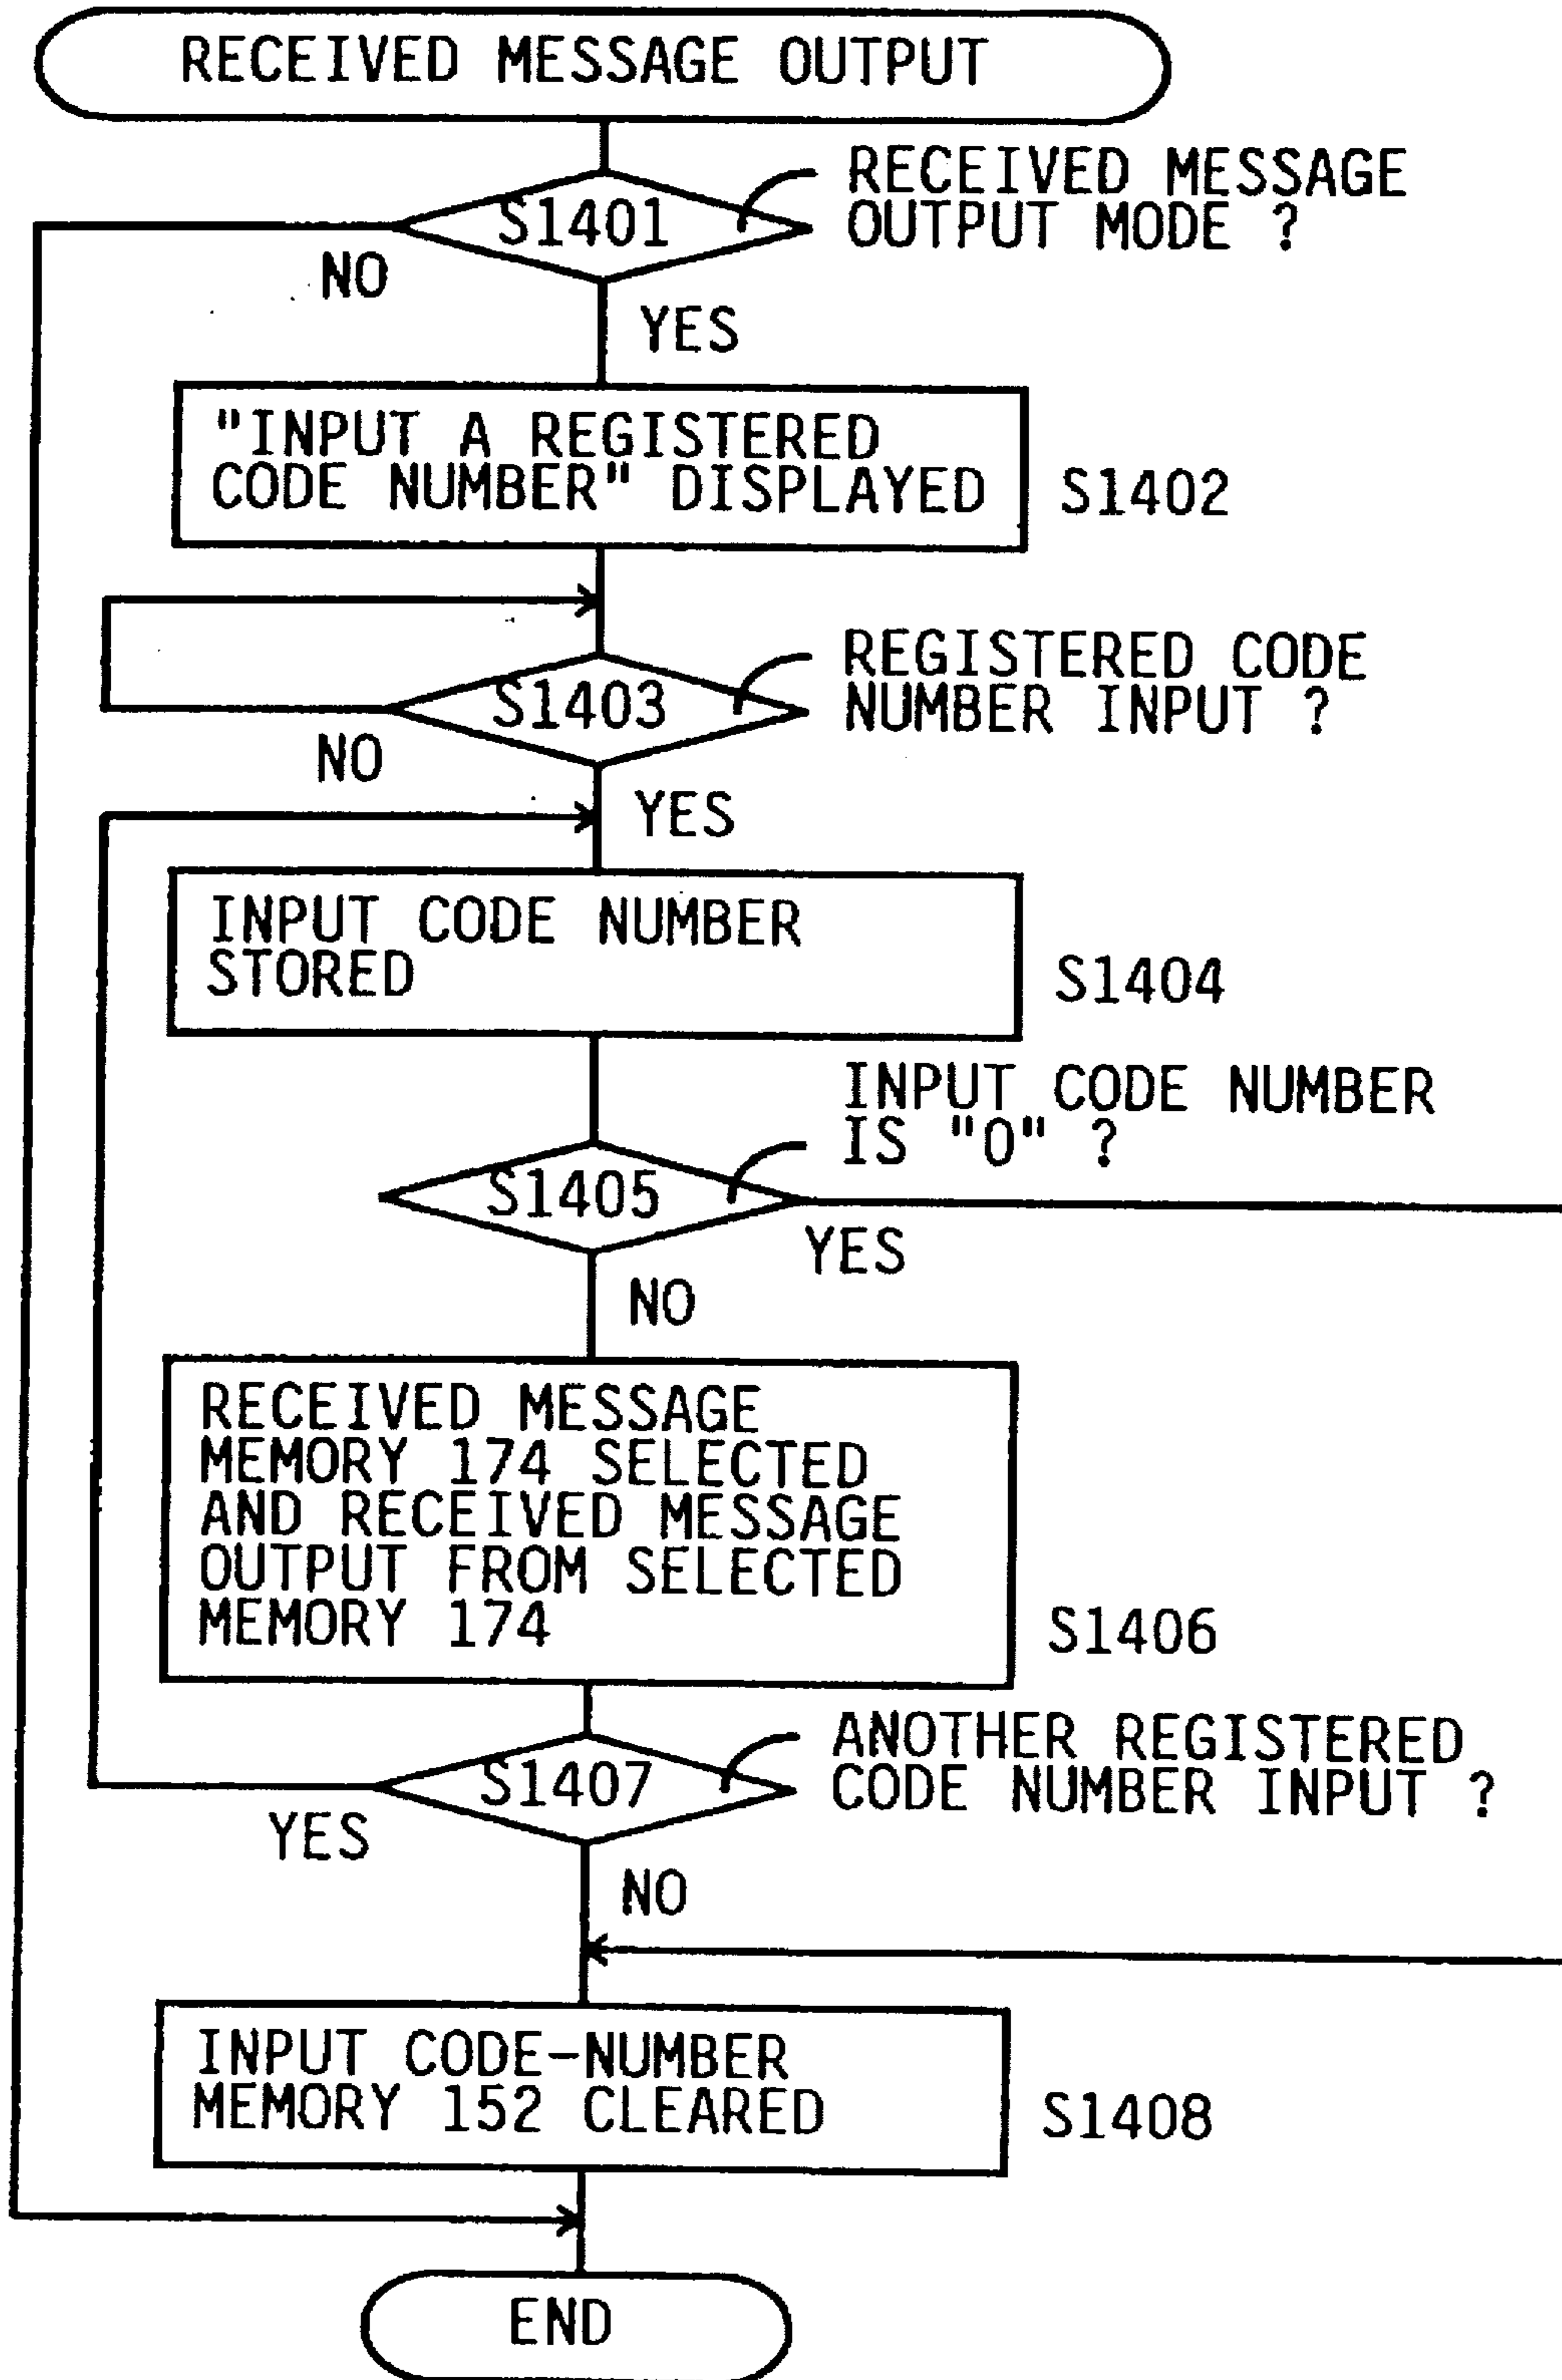 RECEIVED MESSAGE OUTPUT
S1401
RECEIVED MESSAGE
OUTPUT MODE ?
NO
YES
"INPUT A REGISTERED
CODE NUMBER" DISPLAYED
S1402
S1403
REGISTERED CODE
NUMBER INPUT ?
NO
YES
INPUT CODE NUMBER
STORED
S1404
INPUT CODE NUMBER
IS "0" ?
S1405
YES
NO
RECEIVED MESSAGE
MEMORY 174 SELECTED
AND RECEIVED MESSAGE
OUTPUT FROM SELECTED
MEMORY 174
S1406
ANOTHER REGISTERED
CODE NUMBER INPUT ?
S1407
YES
NO
INPUT CODE-NUMBER
MEMORY 152 CLEARED
S1408
END